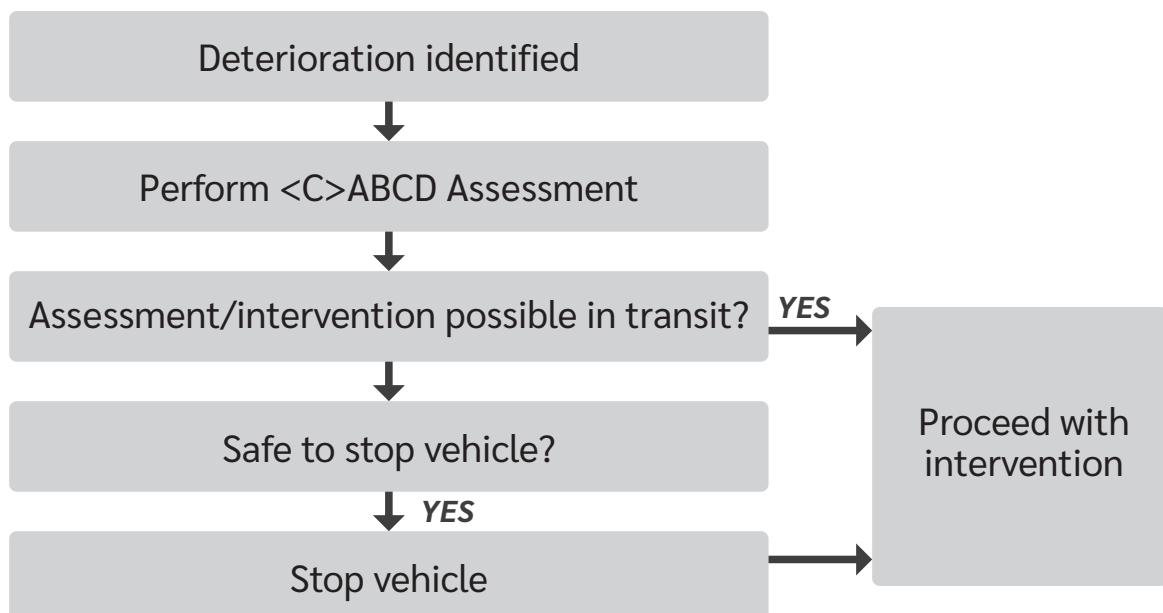 Deterioration identified
Perform <C>ABCD Assessment
Assessment/intervention possible in transit?
YES
Safe to stop vehicle?
YES
Stop vehicle
Proceed with
intervention